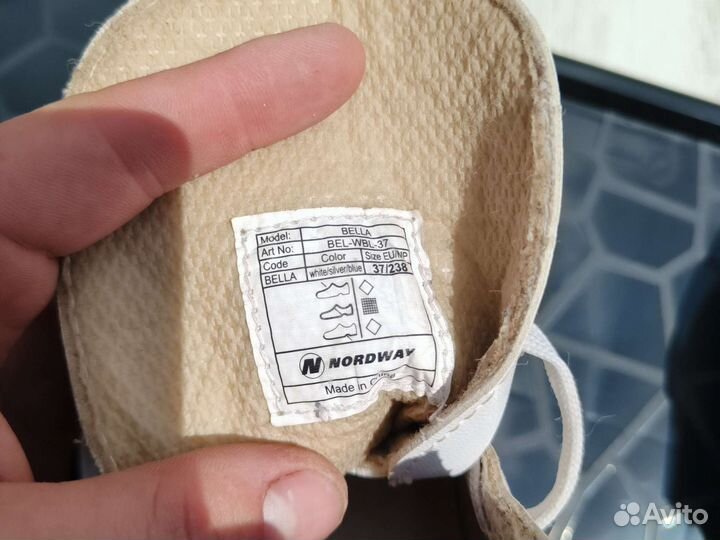 Model: BELLA
Art No: BEL-WBL-37
Code Color Size EU/NP
BELLA white/silver/blue 37/238
N NORDWAY
Made in
Avito